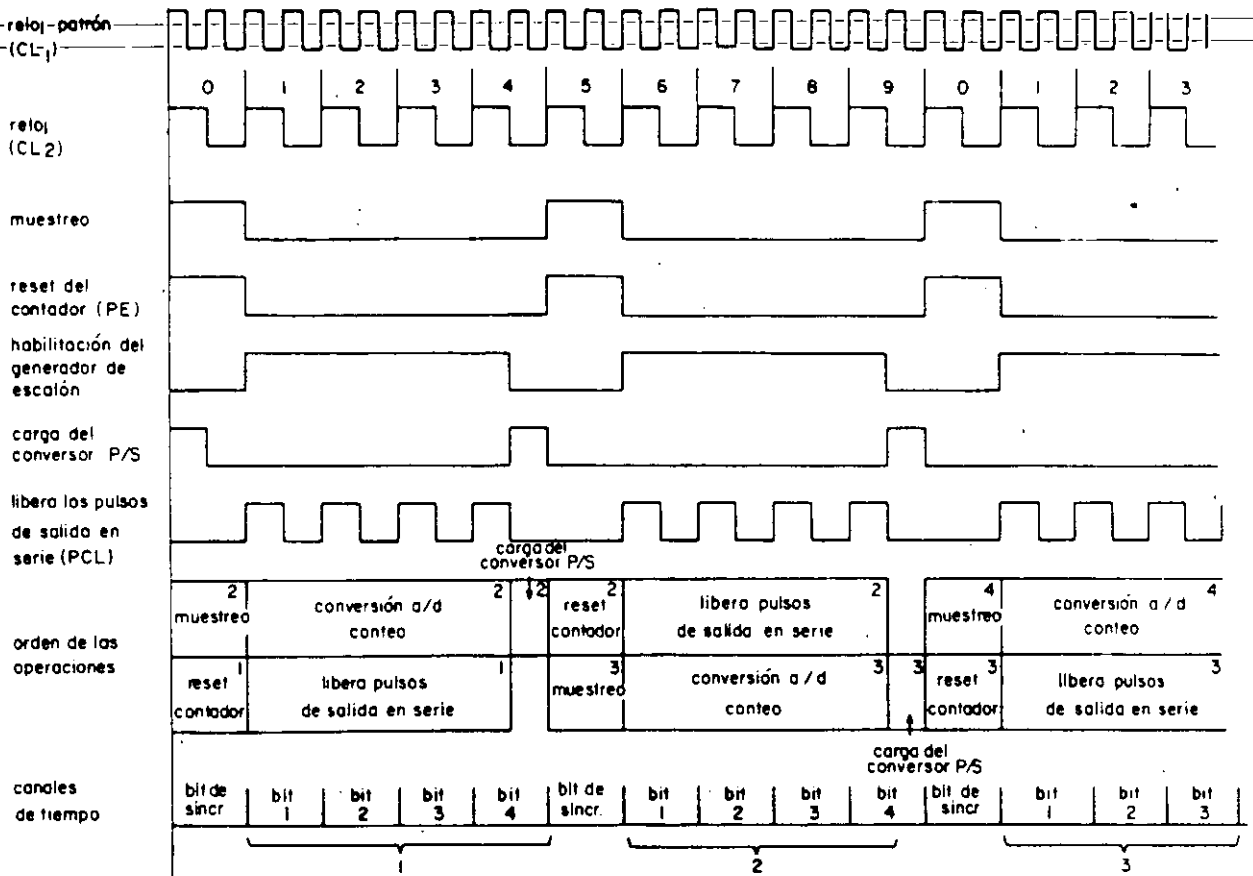 reloj-patrón
(CL-1)
0 1 2 3 4 5 6 7 8 9 0 1 2 3
reloj
(CL2)
muestreo
reset del
contador (PE)
habilitación del
generador de
escalón
carga del
conversor P/S
libera los pulsos
de salida en
serie (PCL)
carga del
conversor P/S
orden de las
operaciones
2 2 2 2 2 4 4
muestreo
conversión a/d
conteo
reset
contador
libera pulsos
de salida en serie
muestreo
conversión a/d
conteo
1 1 3 3 3 3 3
reset
contador
libera pulsos
de salida en serie
muestreo
conversión a/d
conteo
reset
contador
libera pulsos
de salida en serie
carga del
conversor P/S
canales
de tiempo
bit de
sincr
bit
1
bit
2
bit
3
bit
4
bit de
sincr.
bit
1
bit
2
bit
3
bit
4
bit de
sincr
bit
1
bit
2
bit
3
1 2 3